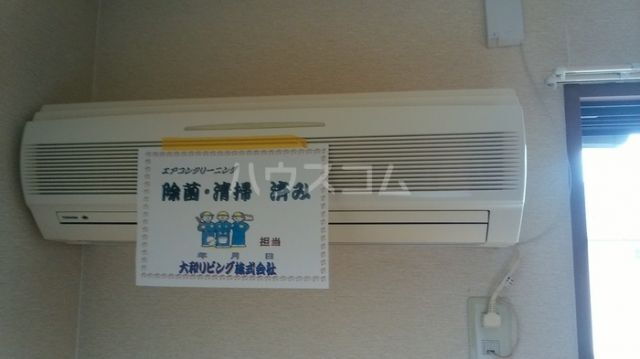 エアコンクリーニング
除菌・清掃 済み
担当
年 月 日
大和リビング株式会社
ハウスコム
TOSHIBA